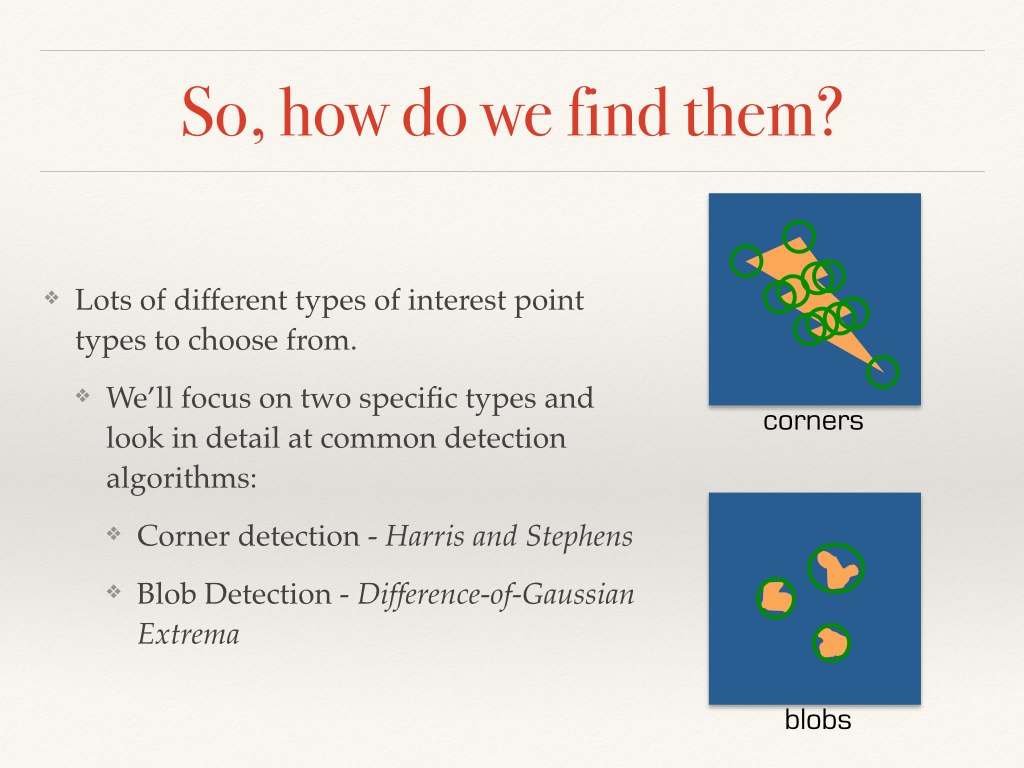 So, how do we find them?
Lots of different types of interest point
types to choose from.
We’ll focus on two specific types and
look in detail at common detection
algorithms:
Corner detection - Harris and Stephens
Blob Detection - Difference-of-Gaussian
Extrema
corners
blobs